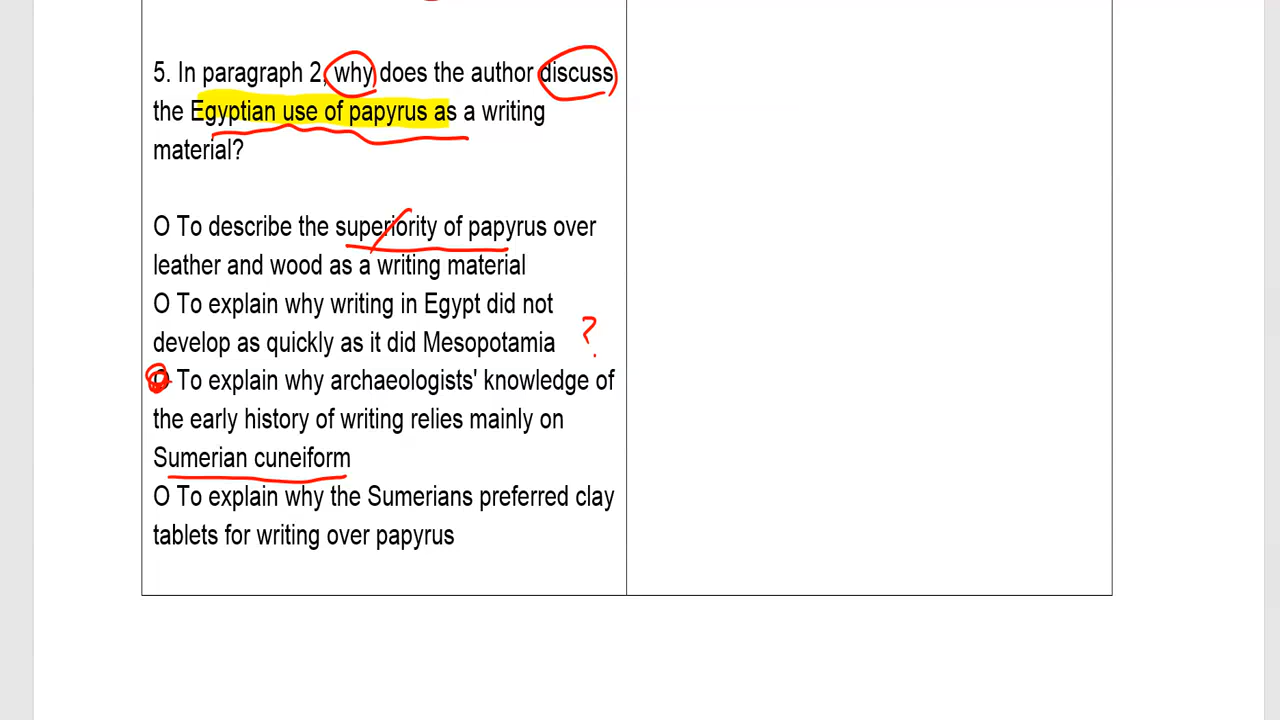 5. In paragraph 2, why does the author discuss
the Egyptian use of papyrus as a writing
material?
O To describe the superiority of papyrus over
leather and wood as a writing material
O To explain why writing in Egypt did not
develop as quickly as it did Mesopotamia ?
O To explain why archaeologists' knowledge of
the early history of writing relies mainly on
Sumerian cuneiform
O To explain why the Sumerians preferred clay
tablets for writing over papyrus